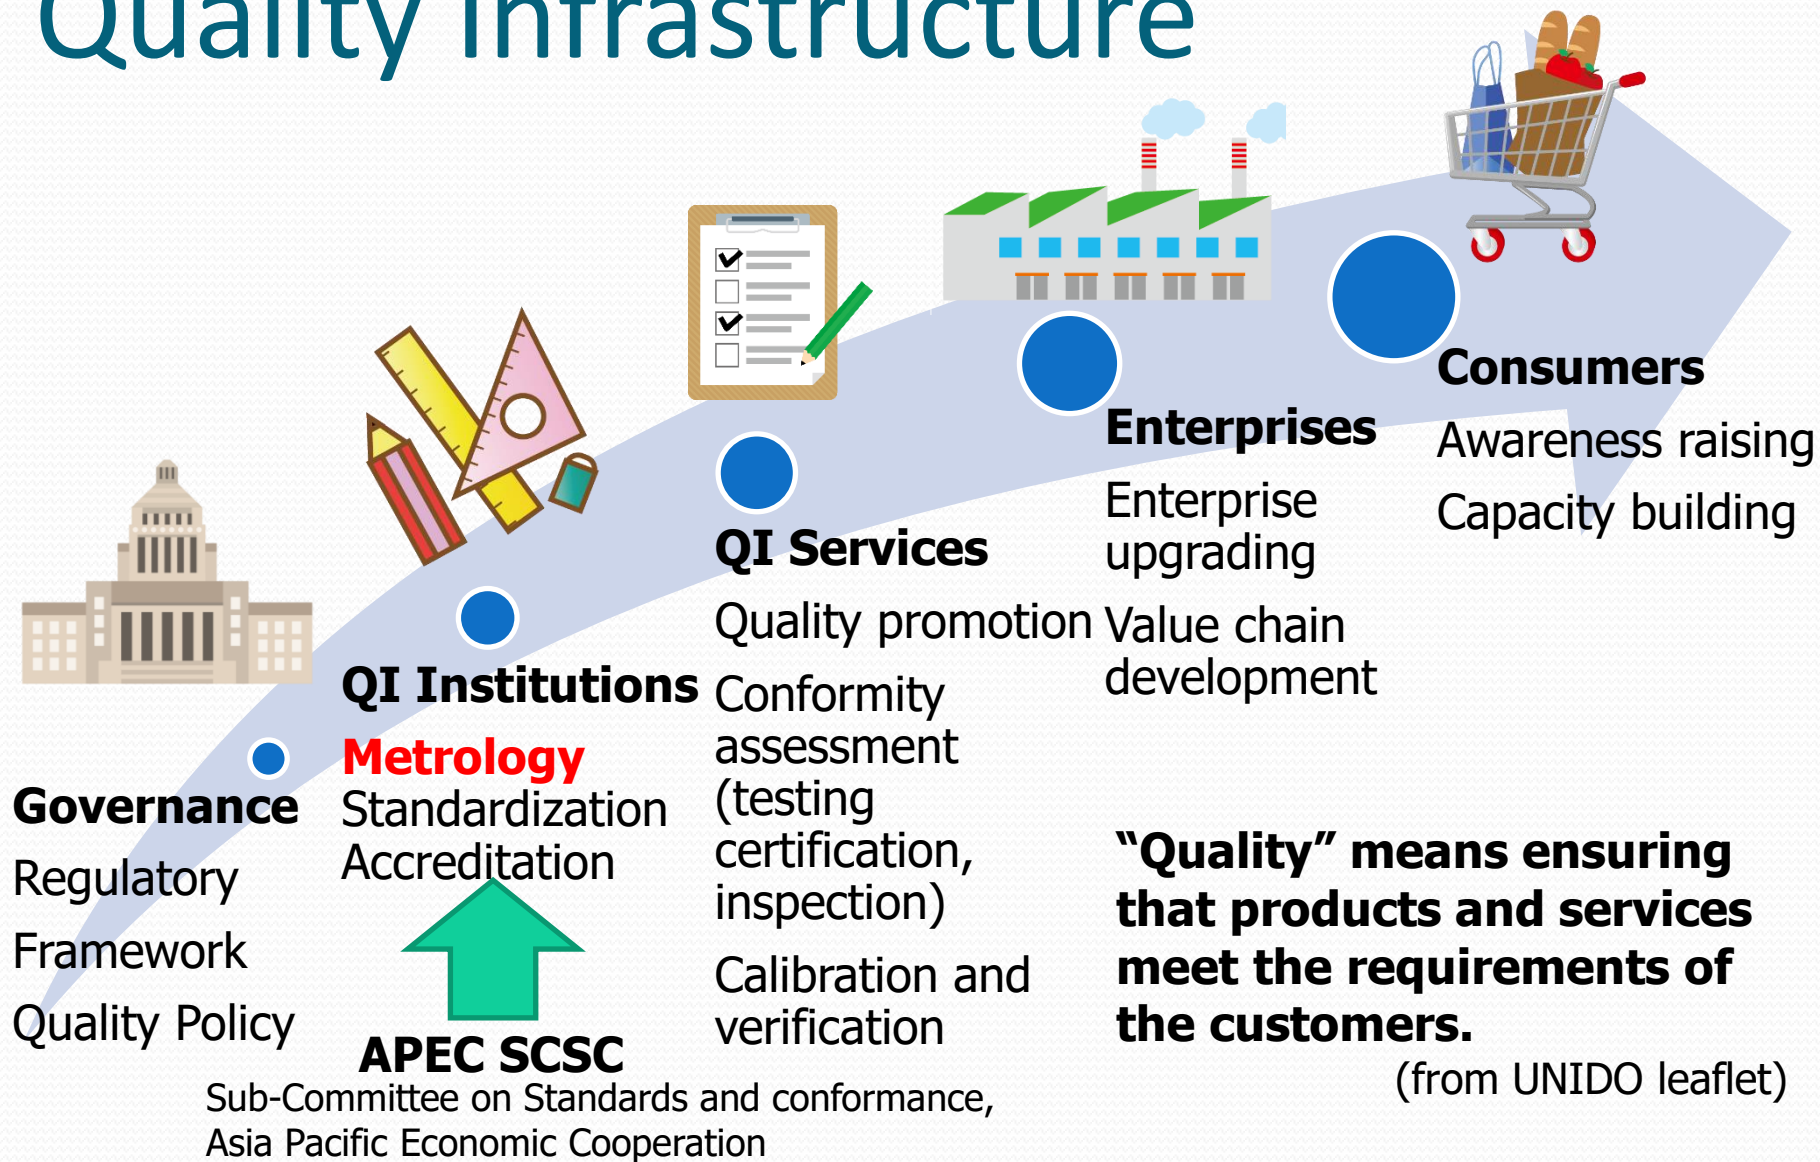 Quality Infrastructure
Governance
Regulatory
Framework
Quality Policy
QI Institutions
Metrology
Standardization
Accreditation
APEC SCSC
Sub-Committee on Standards and conformance,
Asia Pacific Economic Cooperation
QI Services
Quality promotion
Conformity
assessment
(testing
certification,
inspection)
Calibration and
verification
Enterprises
Enterprise
upgrading
Value chain
development
Consumers
Awareness raising
Capacity building
“Quality” means ensuring
that products and services
meet the requirements of
the customers.
(from UNIDO leaflet)